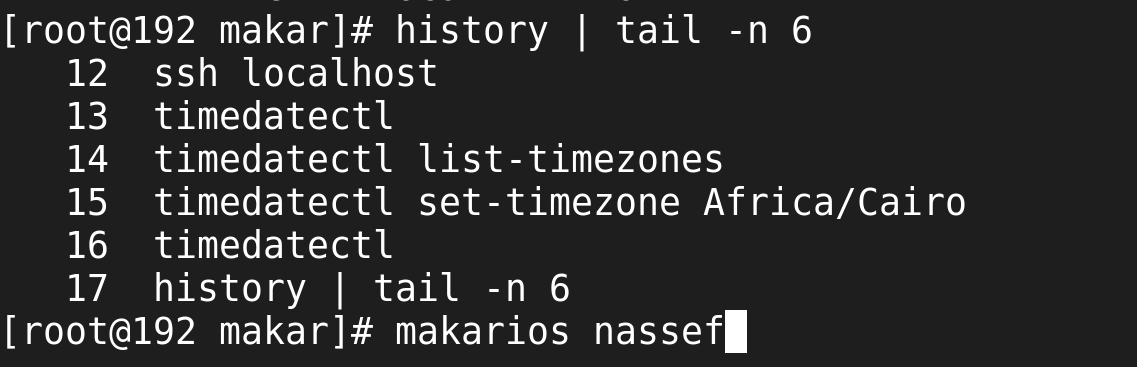 [root@192 makar]# history | tail -n 6
   12  ssh localhost
   13  timedatectl
   14  timedatectl list-timezones
   15  timedatectl set-timezone Africa/Cairo
   16  timedatectl
   17  history | tail -n 6
[root@192 makar]# makarios nassef